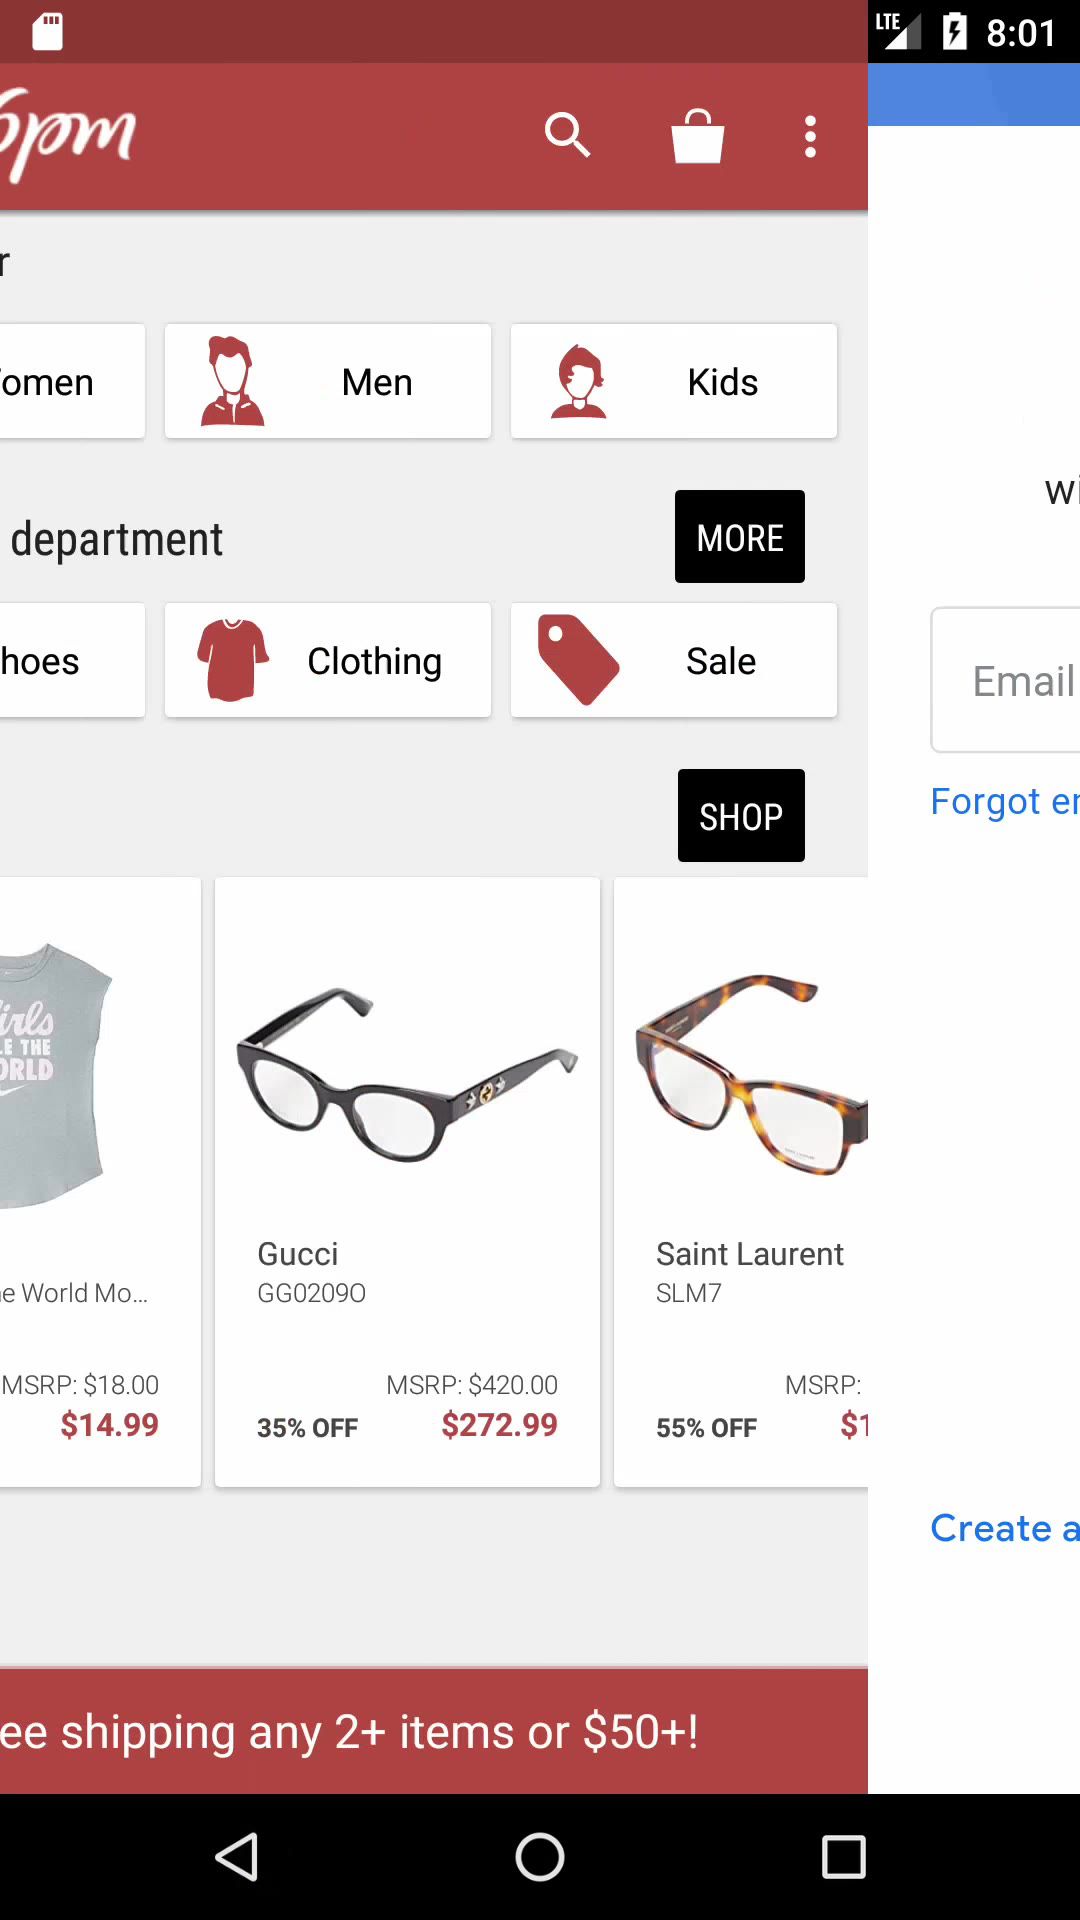 LTE 8:01
6pm
r
omen Men Kids
department MORE
hoes Clothing Sale
SHOP
irls
LE THE
ORLD
Gucci Saint Laurent
e World Mo... GG0209O SLM7
MSRP: $18.00 MSRP: $420.00 MSRP:
$14.99 35% OFF $272.99 55% OFF $1
ee shipping any 2+ items or $50+!
wi
Email
Forgot e
Create a